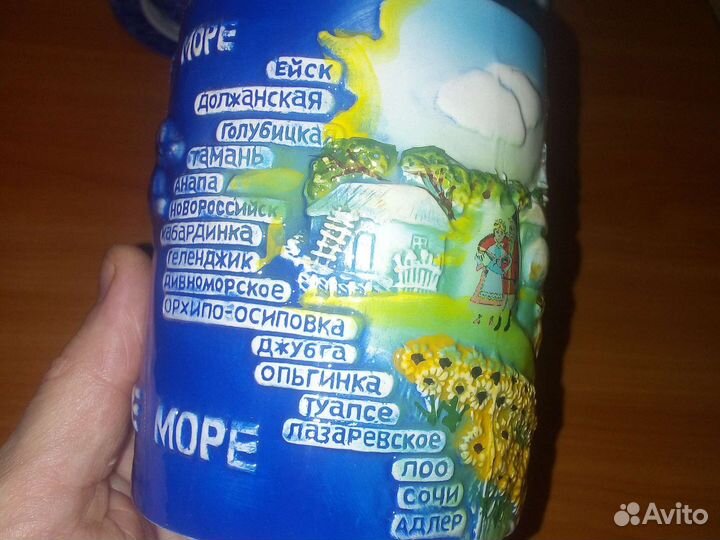 МОРЕ
ЕЙСК
ДОЛЖАНСКАЯ
ГОЛУБИЦКА
ТАМАНЬ
АНАПА
НОВОРОССИЙСК
КАБАРДИНКА
ГЕЛЕНДЖИК
ДИВНОМОРСКОЕ
ОРХИПО-ОСИПОВКА
ДЖУБГА
ОЛЬГИНКА
ТУАПСЕ
ЛАЗАРЕВСКОЕ
Е МОРЕ
ЛОО
СОЧИ
АДЛЕР
Avito